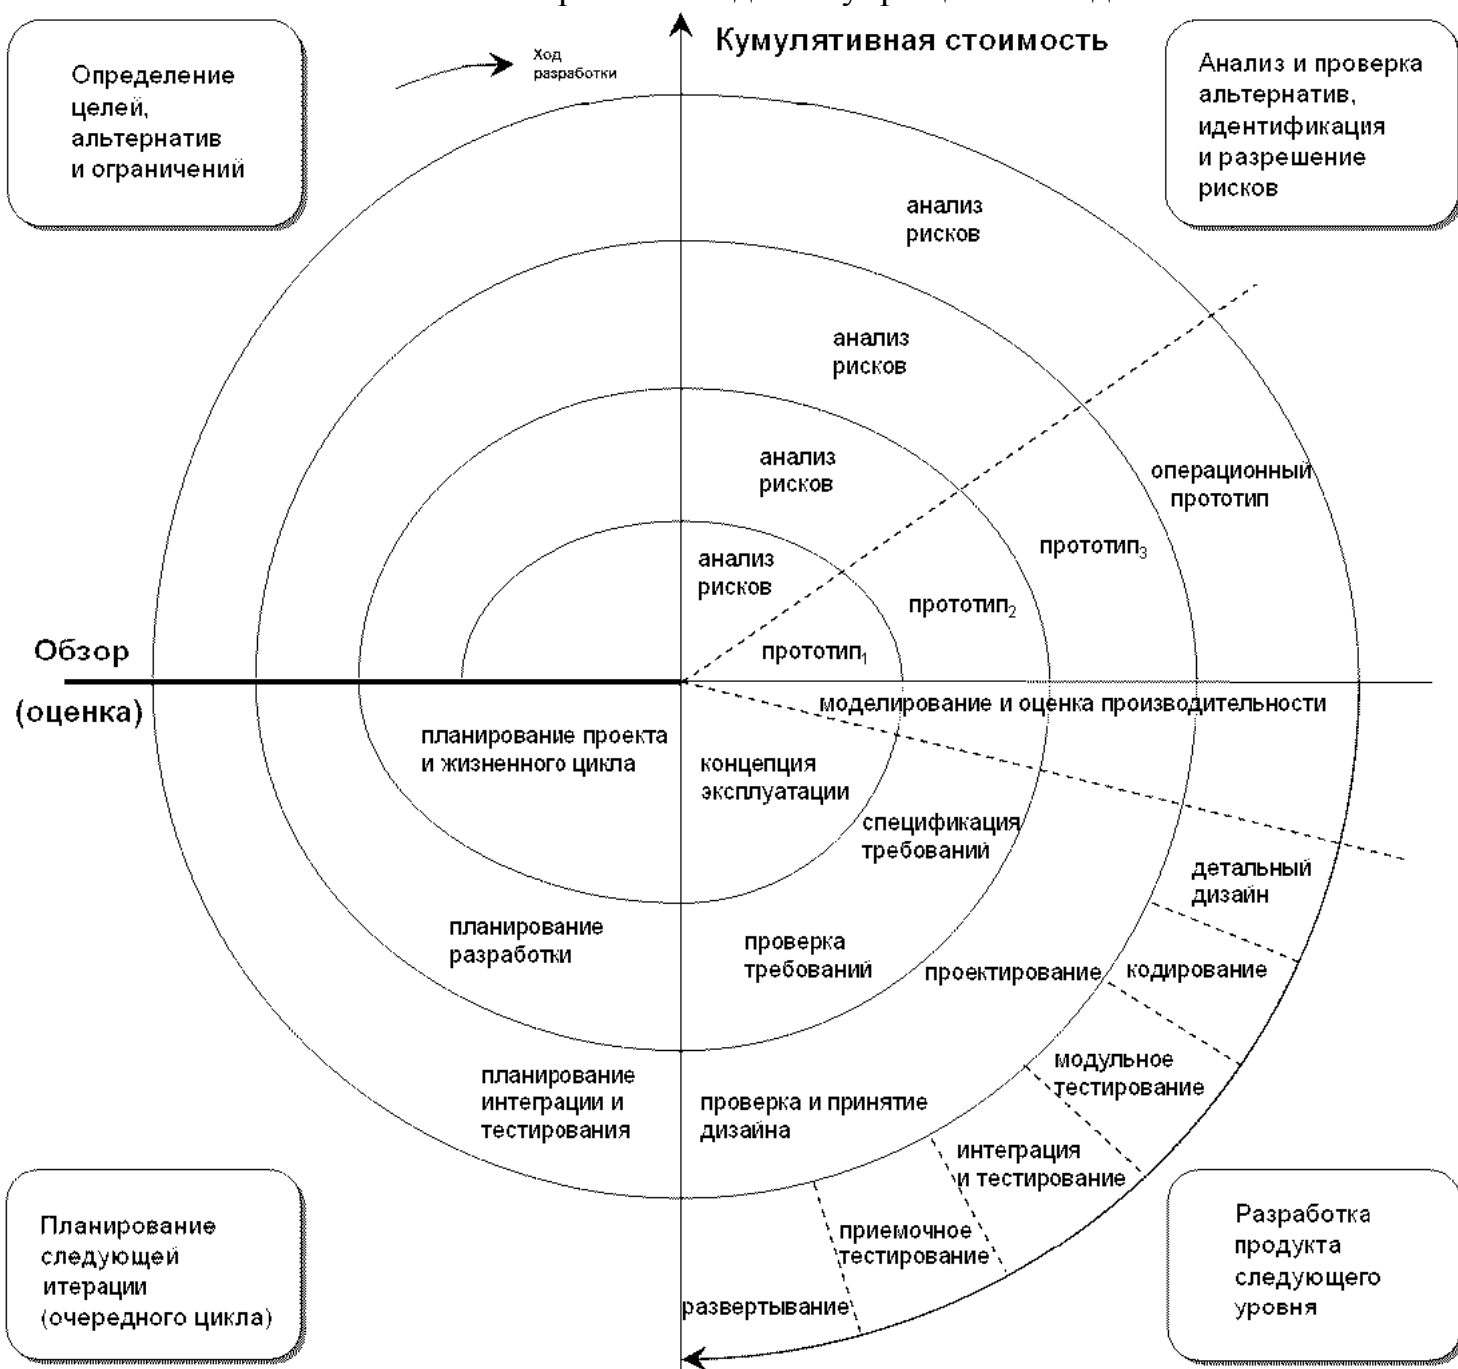 Кумулятивная стоимость
Ход
разработки
Определение
целей,
альтернатив
и ограничений
Анализ и проверка
альтернатив,
идентификация
и разрешение
рисков
анализ
рисков
анализ
рисков
анализ
рисков
анализ
рисков
операционный
прототип
прототип3
прототип2
прототип1
Обзор
(оценка)
моделирование и оценка производительности
планирование проекта
и жизненного цикла
концепция
эксплуатации
спецификация
требований
детальный
дизайн
планирование
разработки
проверка
требований
проектирование
кодирование
модульное
тестирование
планирование
интеграции и
тестирования
проверка и принятие
дизайна
интеграция
и тестирование
приемочное
тестирование
развертывание
Планирование
следующей
итерации
(очередного цикла)
Разработка
продукта
следующего
уровня